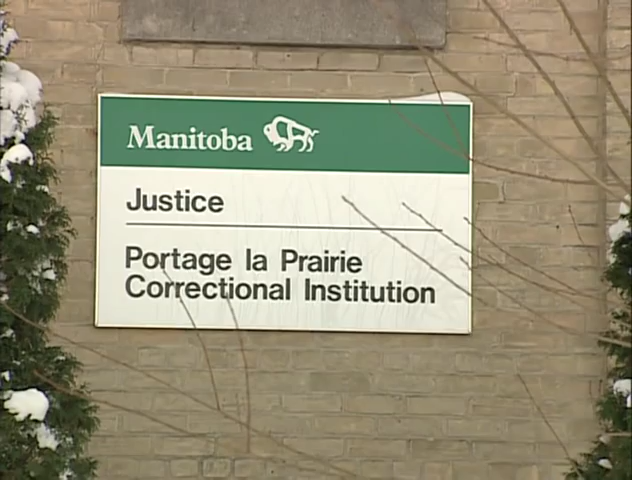 Manitoba
Justice
Portage la Prairie
Correctional Institution